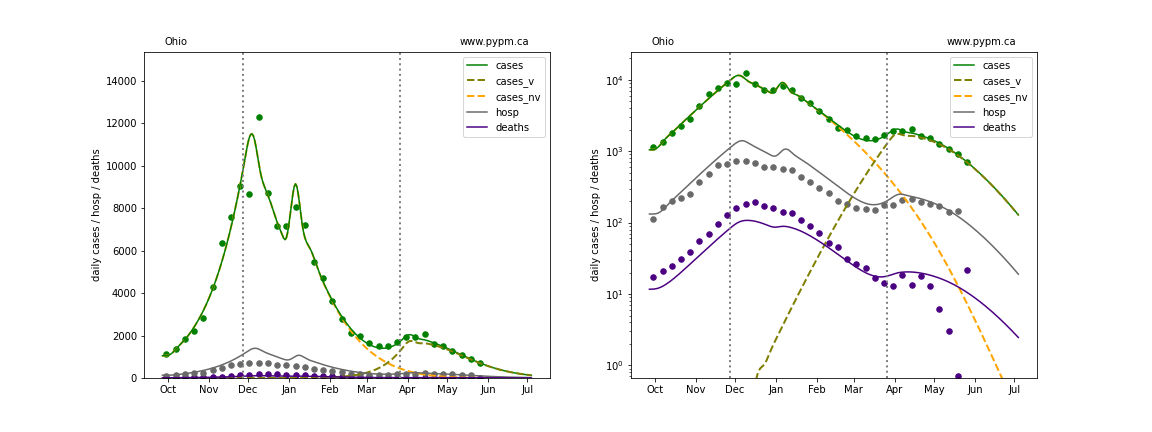 Ohio www.pypm.ca
daily cases / hosp / deaths
14000
12000
10000
8000
6000
4000
2000
0
Oct Nov Dec Jan Feb Mar Apr May Jun Jul
cases
cases_v
cases_nv
hosp
deaths
Ohio www.pypm.ca
daily cases / hosp / deaths
10⁴
10³
10²
10¹
10⁰
Oct Nov Dec Jan Feb Mar Apr May Jun Jul
cases
cases_v
cases_nv
hosp
deaths